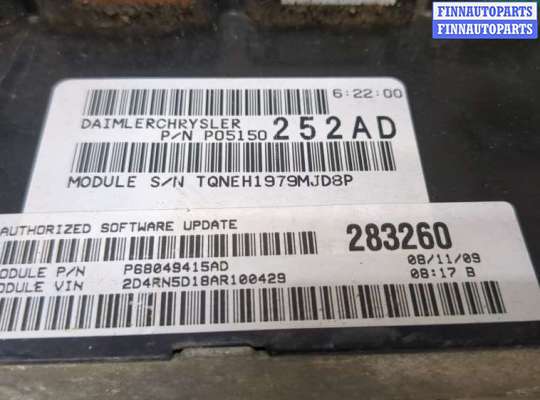 FINNAUTOPARTS
FINNAUTOPARTS
6:22:00
DAIMLERCHRYSLER
P/N P05150 252AD
MODULE S/N TQNEH1979MJD8P
AUTHORIZED SOFTWARE UPDATE 283260
MODULE P/N P68049415AD 08/11/09
MODULE VIN 2D4RN5D18AR100429 08:17 B